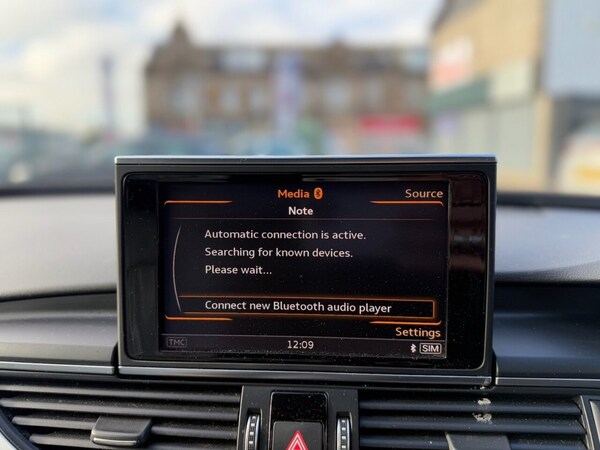 Media
Source
Note
Automatic connection is active.
Searching for known devices.
Please wait...
Connect new Bluetooth audio player
Settings
TMC
12:09
SIM